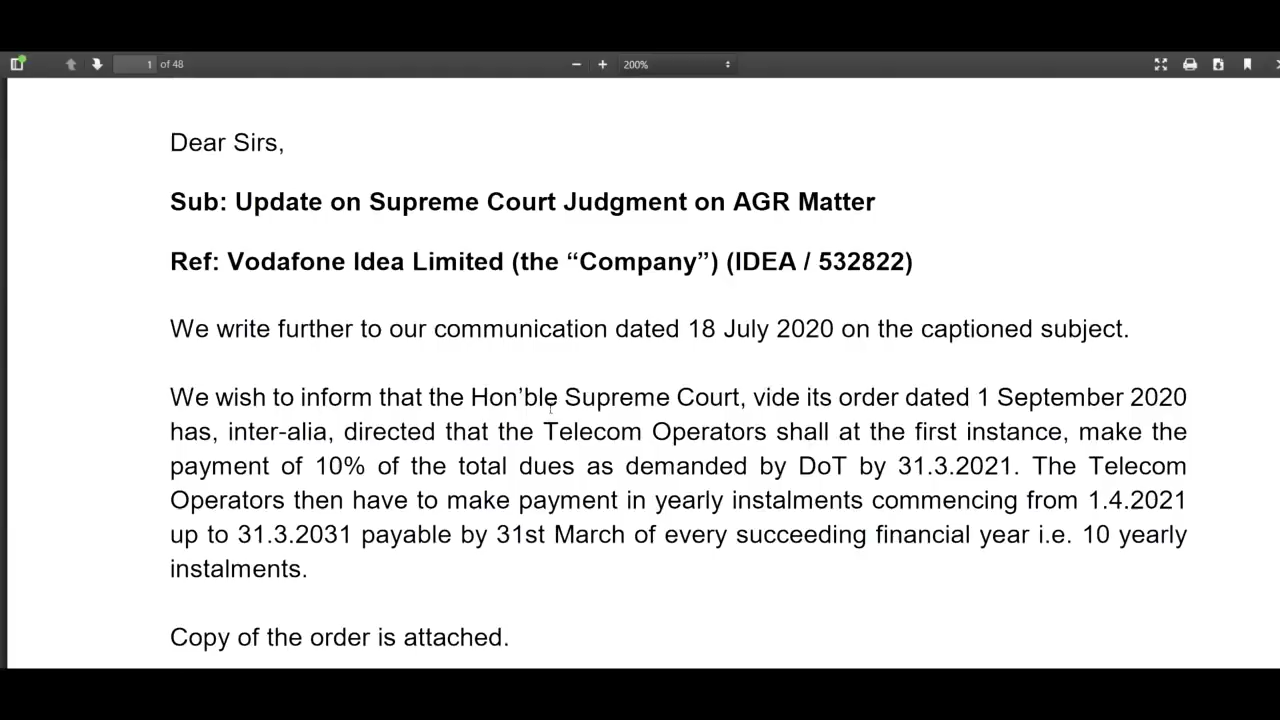 1 of 48
200%
Dear Sirs,
Sub: Update on Supreme Court Judgment on AGR Matter
Ref: Vodafone Idea Limited (the “Company”) (IDEA / 532822)
We write further to our communication dated 18 July 2020 on the captioned subject.
We wish to inform that the Hon’ble Supreme Court, vide its order dated 1 September 2020
has, inter-alia, directed that the Telecom Operators shall at the first instance, make the
payment of 10% of the total dues as demanded by DoT by 31.3.2021. The Telecom
Operators then have to make payment in yearly instalments commencing from 1.4.2021
up to 31.3.2031 payable by 31st March of every succeeding financial year i.e. 10 yearly
instalments.
Copy of the order is attached.